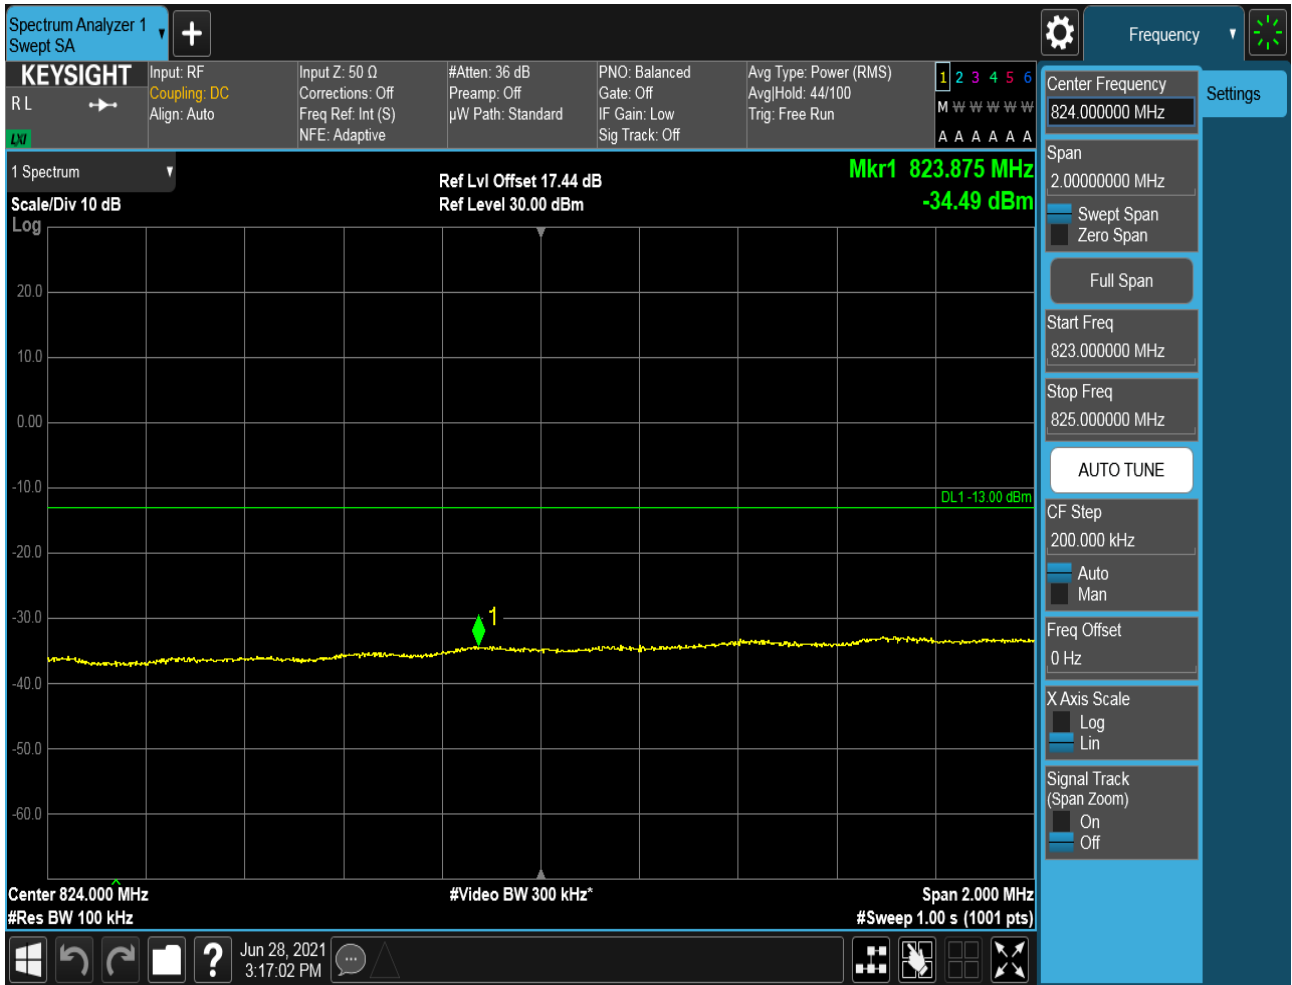 Spectrum Analyzer 1
Swept SA
Frequency
KEYSIGHT
R L
LXI
Input: RF
Coupling: DC
Align: Auto
Input Z: 50 Ω
Corrections: Off
Freq Ref: Int (S)
NFE: Adaptive
#Atten: 36 dB
Preamp: Off
µW Path: Standard
PNO: Balanced
Gate: Off
IF Gain: Low
Sig Track: Off
Avg Type: Power (RMS)
Avg|Hold: 44/100
Trig: Free Run
1 2 3 4 5 6
M W W W W W
A A A A A A
1 Spectrum
Scale/Div 10 dB
Log
Ref Lvl Offset 17.44 dB
Ref Level 30.00 dBm
Mkr1 823.875 MHz
-34.49 dBm
20.0
10.0
0.00
-10.0
-20.0
-30.0
-40.0
-50.0
-60.0
DL1 -13.00 dBm
1
Center 824.000 MHz
#Res BW 100 kHz
#Video BW 300 kHz*
Span 2.000 MHz
#Sweep 1.00 s (1001 pts)
Jun 28, 2021
3:17:02 PM
?
Center Frequency
824.000000 MHz
Settings
Span
2.00000000 MHz
Swept Span
Zero Span
Full Span
Start Freq
823.000000 MHz
Stop Freq
825.000000 MHz
AUTO TUNE
CF Step
200.000 kHz
Auto
Man
Freq Offset
0 Hz
X Axis Scale
Log
Lin
Signal Track
(Span Zoom)
On
Off